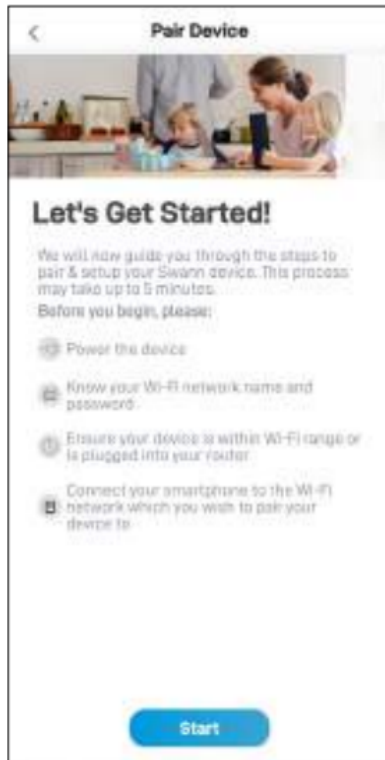 Pair Device
Let's Get Started!
We will now guide you through the steps to
pair & setup your Swann device. This process
may take up to 5 minutes.
Before you begin, please:
Power the device
Know your Wi-Fi network name and
password
Ensure your device is within Wi-Fi range or
is plugged into your router
Connect your smartphone to the Wi-Fi
network which you wish to pair your
device to
Start